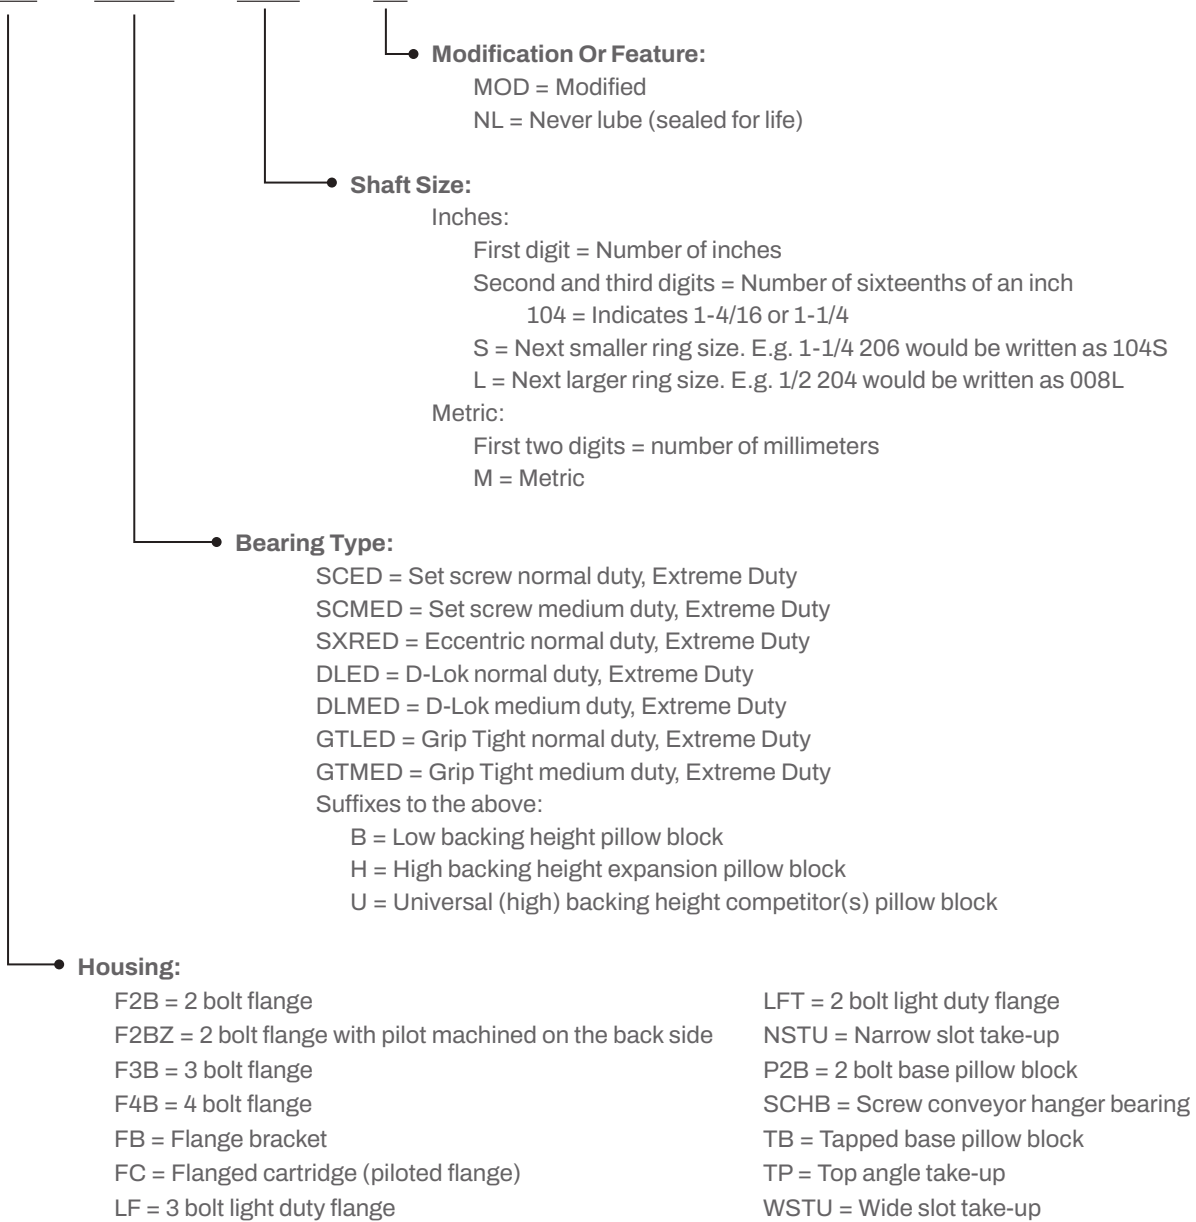 Modification Or Feature:
MOD = Modified
NL = Never lube (sealed for life)
Shaft Size:
Inches:
First digit = Number of inches
Second and third digits = Number of sixteenths of an inch
104 = Indicates 1-4/16 or 1-1/4
S = Next smaller ring size. E.g. 1-1/4 206 would be written as 104S
L = Next larger ring size. E.g. 1/2 204 would be written as 008L
Metric:
First two digits = number of millimeters
M = Metric
Bearing Type:
SCED = Set screw normal duty, Extreme Duty
SCMED = Set screw medium duty, Extreme Duty
SXRED = Eccentric normal duty, Extreme Duty
DLED = D-Lok normal duty, Extreme Duty
DLMED = D-Lok medium duty, Extreme Duty
GTLED = Grip Tight normal duty, Extreme Duty
GTMED = Grip Tight medium duty, Extreme Duty
Suffixes to the above:
B = Low backing height pillow block
H = High backing height expansion pillow block
U = Universal (high) backing height competitor(s) pillow block
Housing:
F2B = 2 bolt flange
F2BZ = 2 bolt flange with pilot machined on the back side
F3B = 3 bolt flange
F4B = 4 bolt flange
FB = Flange bracket
FC = Flanged cartridge (piloted flange)
LF = 3 bolt light duty flange
LFT = 2 bolt light duty flange
NSTU = Narrow slot take-up
P2B = 2 bolt base pillow block
SCHB = Screw conveyor hanger bearing
TB = Tapped base pillow block
TP = Top angle take-up
WSTU = Wide slot take-up